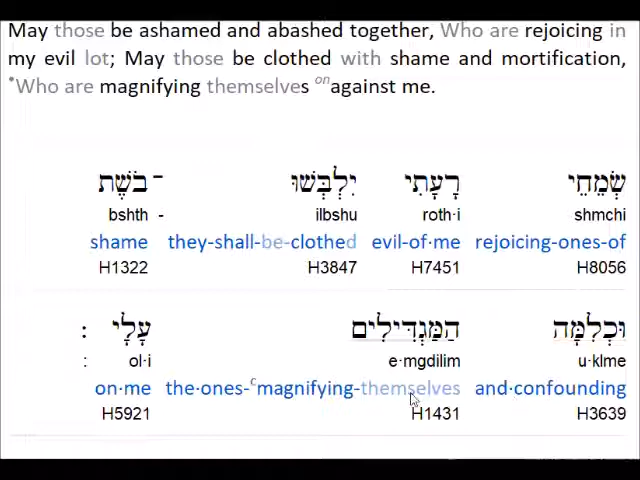 May those be ashamed and abashed together, Who are rejoicing in
my evil lot; May those be clothed with shame and mortification,
•Who are magnifying themselves on against me.
שְׂמֵחֵי רָעָתִי יִלְבְּשׁוּ־ בֹשֶׁת
bshth - ilbshu roth·i shmchi
shame they-shall-be-clothed evil-of·me rejoicing-ones-of
H1322 H3847 H7451 H8056
וּכְלִמָּה הַמַּגְדִּילִים עָלָי :
: ol·i e·mgdilim u·klme
on·me the·ones-cmagnifying-themselves and·confounding
H5921 H1431 H3639